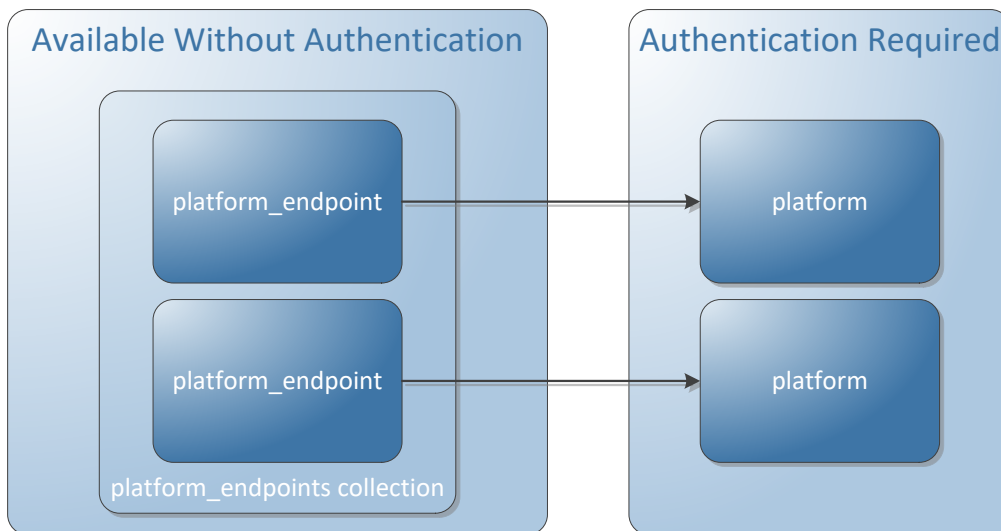 Available Without Authentication
platform_endpoint
platform_endpoint
platform_endpoints collection
Authentication Required
platform
platform